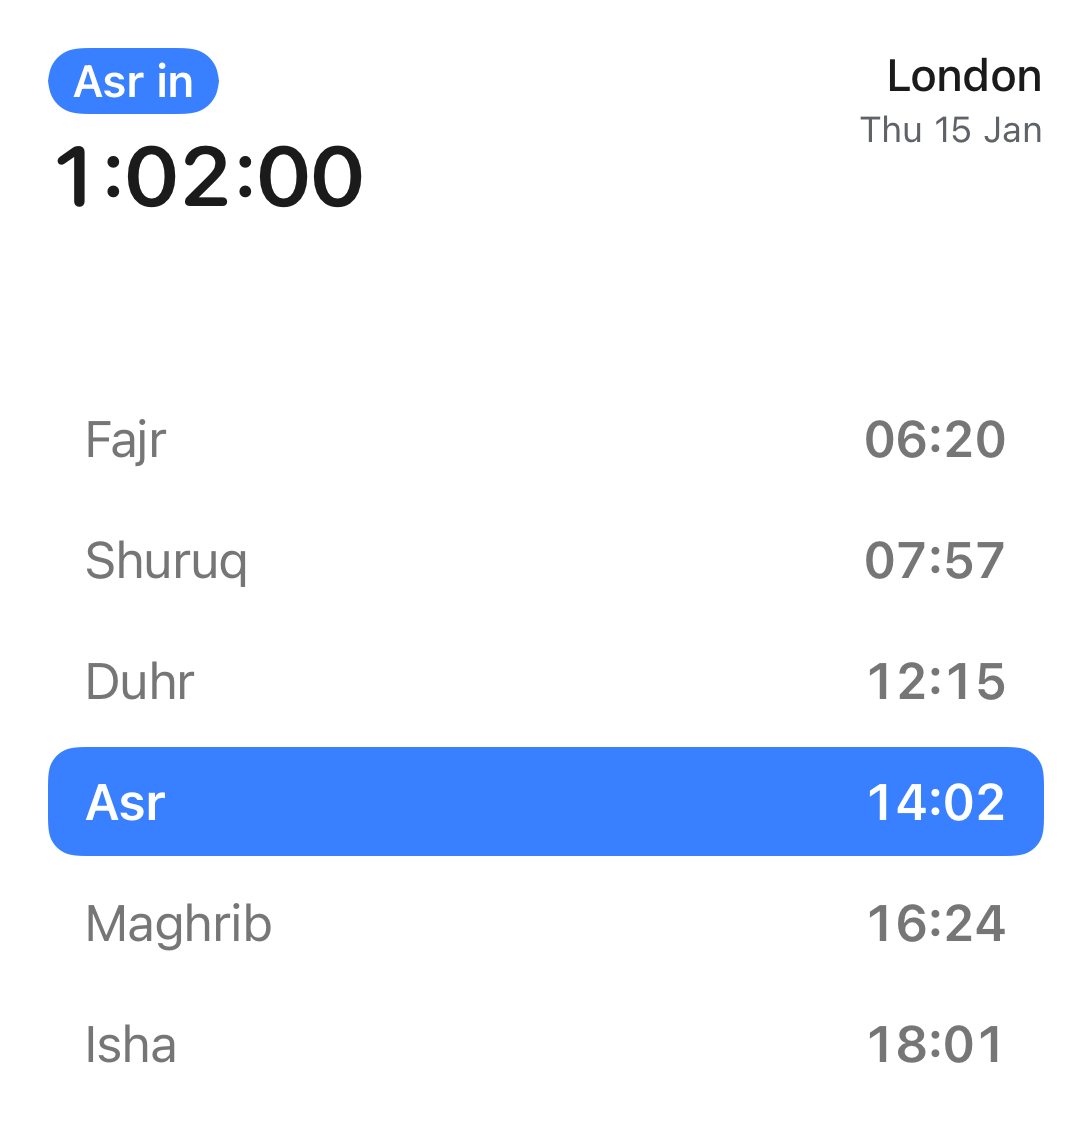 Asr in
1:02:00
London
Thu 15 Jan
Fajr 06:20
Shuruq 07:57
Duhr 12:15
Asr 14:02
Maghrib 16:24
Isha 18:01